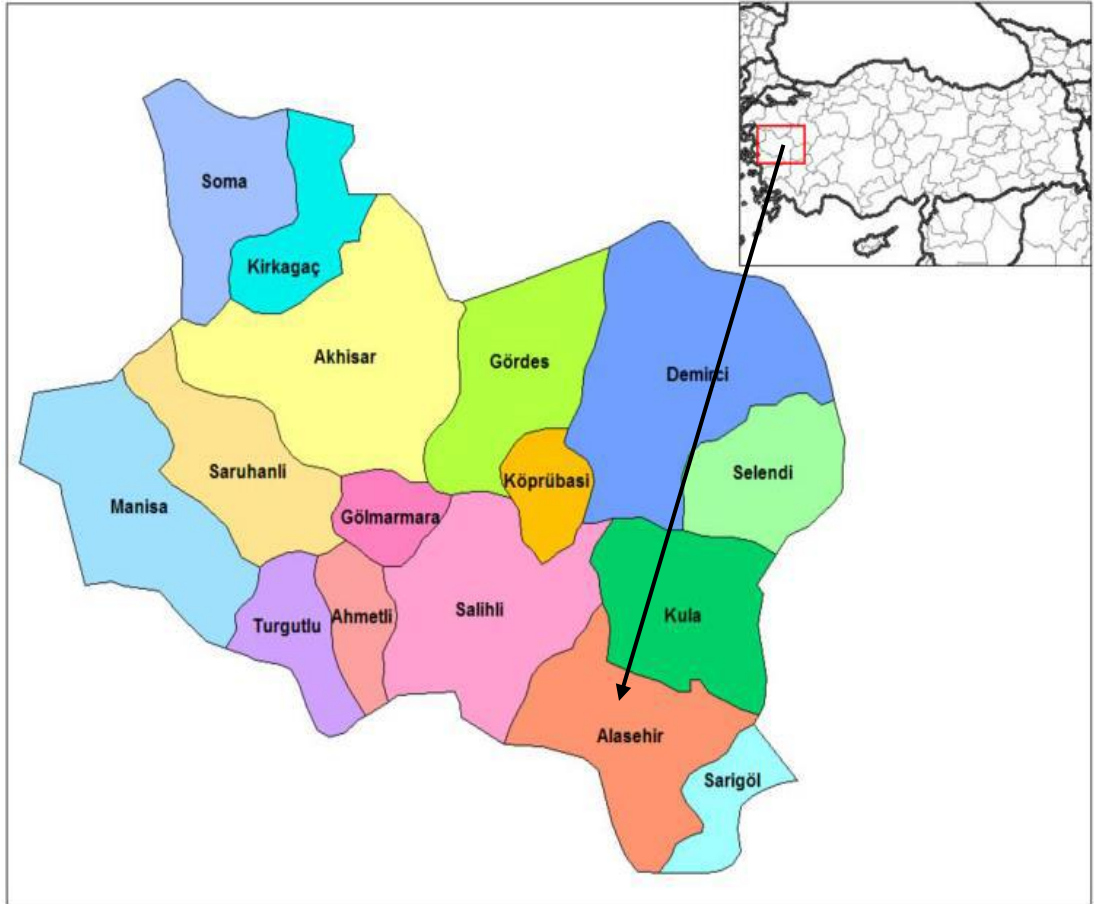 Soma
Kirkagaç
Akhisar
Gördes
Demirci
Saruhanli
Selendi
Köprübasi
Manisa
Gölmarmara
Salihli
Ahmetli
Kula
Turgutlu
Alasehir
Sarigöl